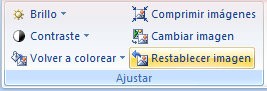 Brillo
Comprimir imágenes
Contraste
Cambiar imagen
Volver a colorear
Restablecer imagen
Ajustar